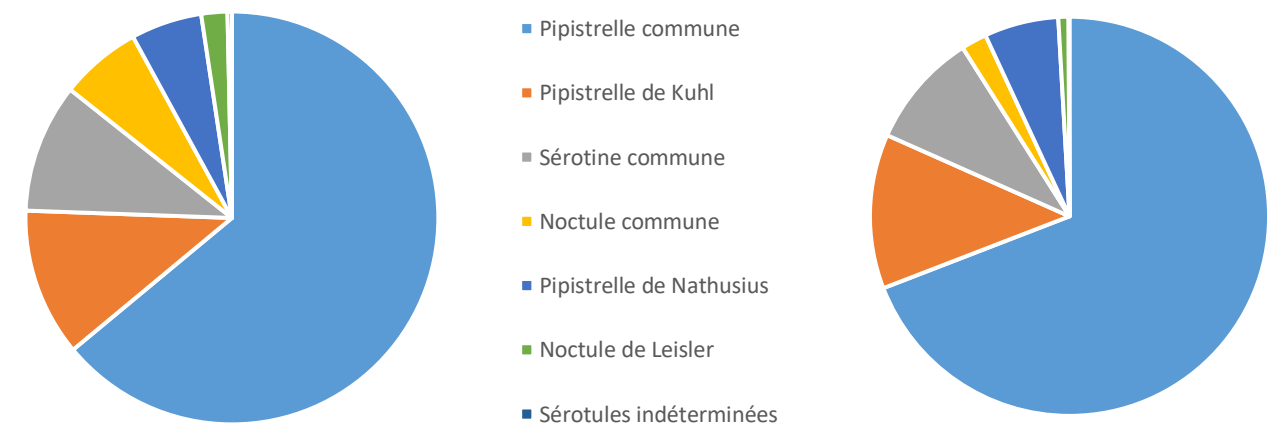 Pipistrelle commune
Pipistrelle de Kuhl
Sérotine commune
Noctule commune
Pipistrelle de Nathusius
Noctule de Leisler
Sérotules indéterminées